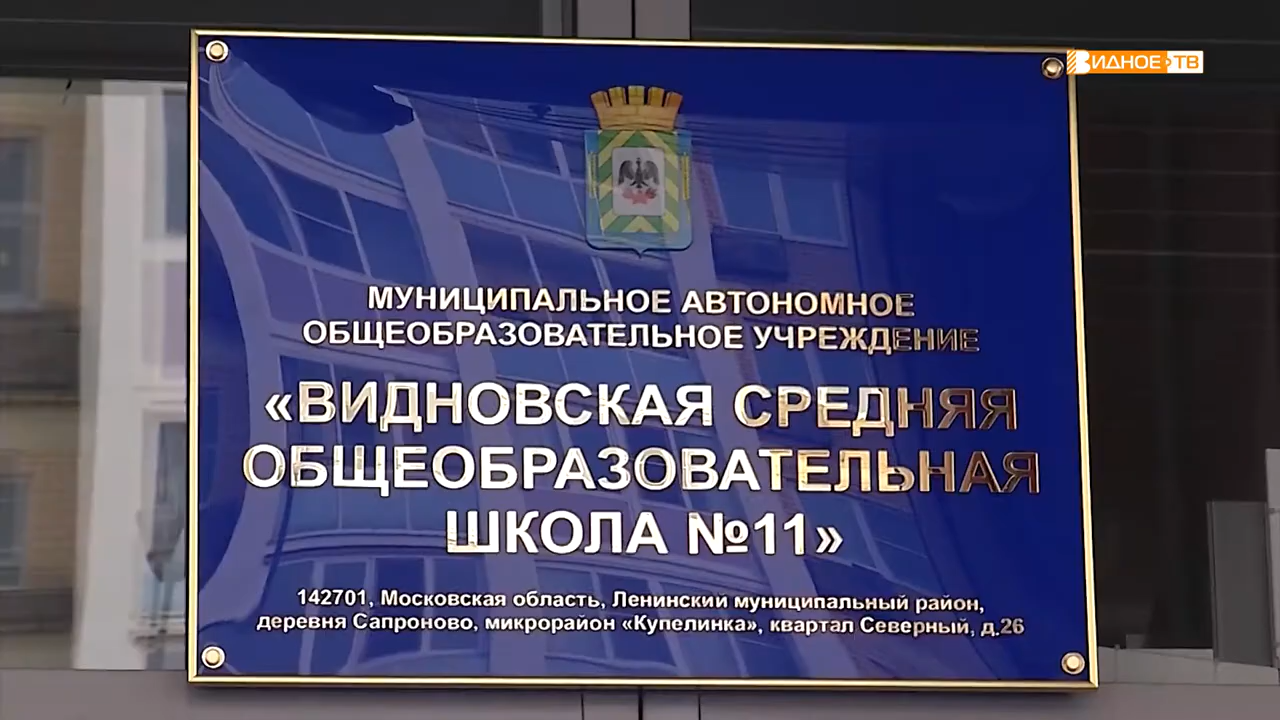 ВИДНОЕ ТВ
МУНИЦИПАЛЬНОЕ АВТОНОМНОЕ
ОБЩЕОБРАЗОВАТЕЛЬНОЕ УЧРЕЖДЕНИЕ
«ВИДНОВСКАЯ СРЕДНЯЯ
ОБЩЕОБРАЗОВАТЕЛЬНАЯ
ШКОЛА №11»
142701, Московская область, Ленинский муниципальный район,
деревня Сапроново, микрорайон «Купелинка», квартал Северный, д.26